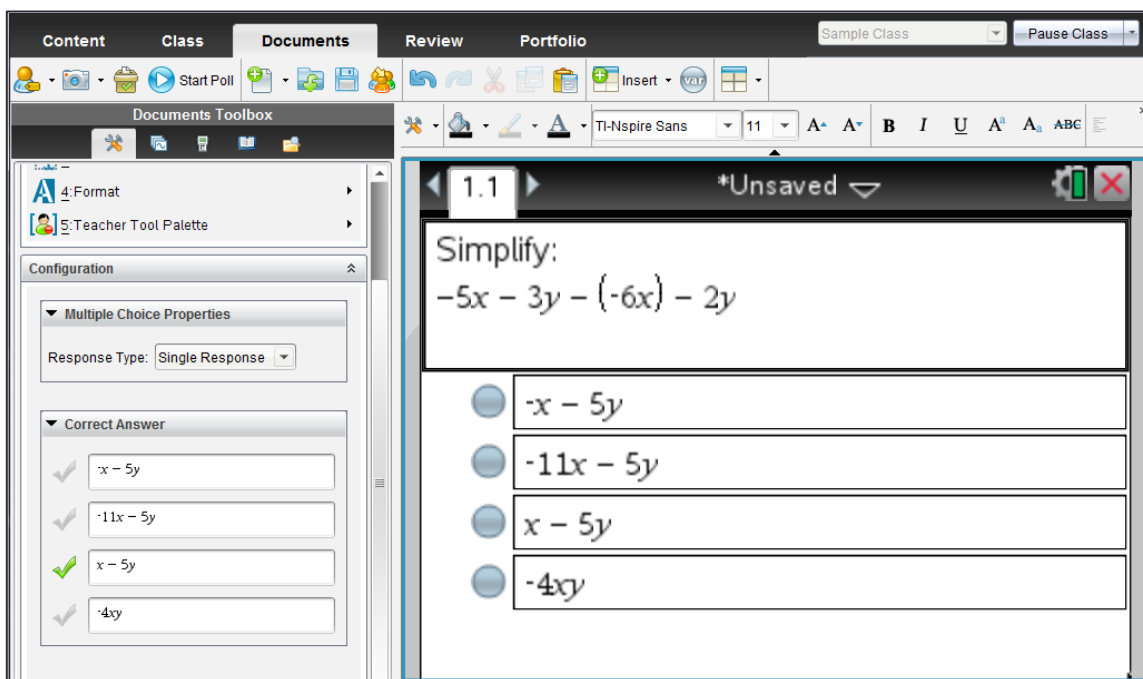 Content Class Documents Review Portfolio Sample Class Pause Class
Start Poll Insert var
Documents Toolbox
TI-Nspire Sans 11 A A B I U Aª Aₐ ABC
4:Format
5:Teacher Tool Palette
Configuration
Multiple Choice Properties
Response Type: Single Response
Correct Answer
-x – 5y
-11x – 5y
x – 5y
-4xy
1.1 *Unsaved
Simplify:
−5x − 3y − (-6x) − 2y
-x − 5y
-11x − 5y
x − 5y
-4xy